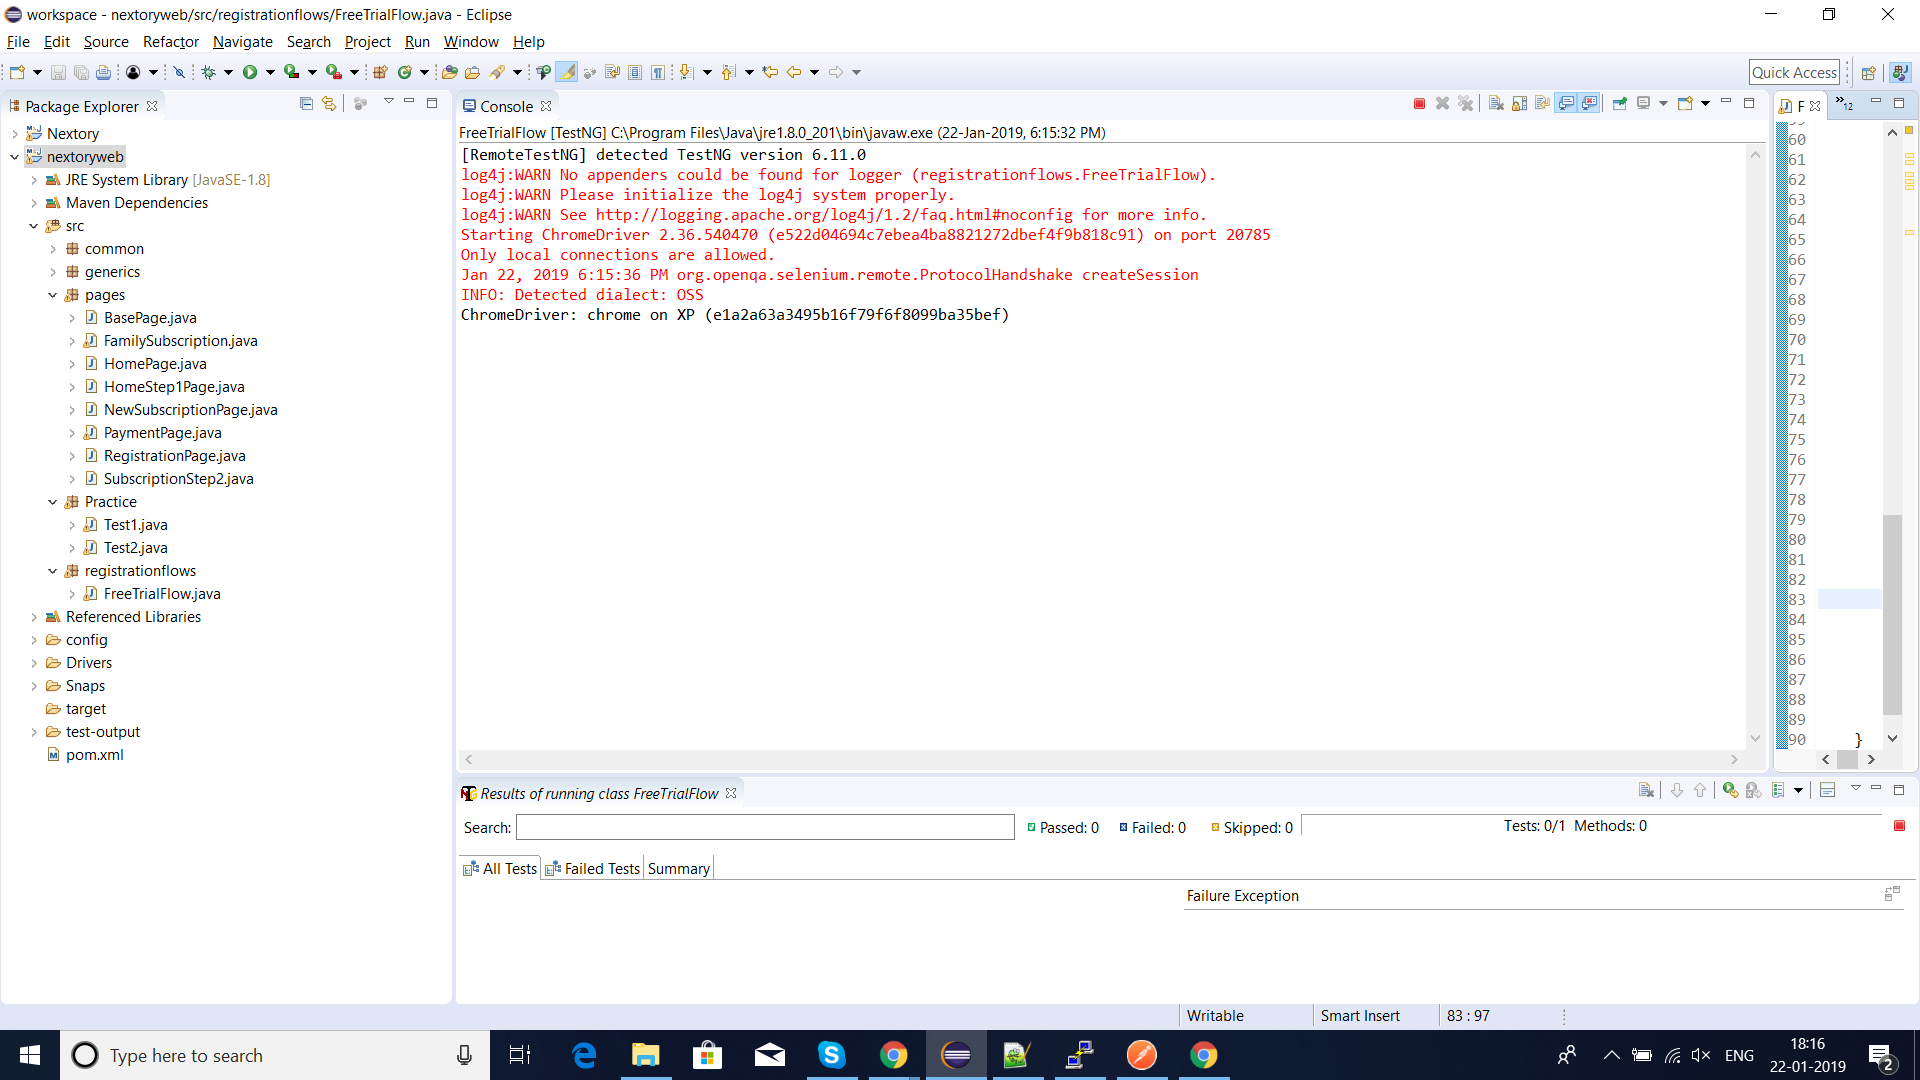 workspace - nextoryweb/src/registrationflows/FreeTrialFlow.java - Eclipse
File Edit Source Refactor Navigate Search Project Run Window Help
Quick Access
Package Explorer
Nextory
nextoryweb
JRE System Library [JavaSE-1.8]
Maven Dependencies
src
common
generics
pages
BasePage.java
FamilySubscription.java
HomePage.java
HomeStep1Page.java
NewSubscriptionPage.java
PaymentPage.java
RegistrationPage.java
SubscriptionStep2.java
Practice
Test1.java
Test2.java
registrationflows
FreeTrialFlow.java
Referenced Libraries
config
Drivers
Snaps
target
test-output
pom.xml
Console
FreeTrialFlow [TestNG] C:\Program Files\Java\jre1.8.0_201\bin\javaw.exe (22-Jan-2019, 6:15:32 PM)
[RemoteTestNG] detected TestNG version 6.11.0
log4j:WARN No appenders could be found for logger (registrationflows.FreeTrialFlow).
log4j:WARN Please initialize the log4j system properly.
log4j:WARN See http://logging.apache.org/log4j/1.2/faq.html#noconfig for more info.
Starting ChromeDriver 2.36.540470 (e522d04694c7ebea4ba8821272dbef4f9b818c91) on port 20785
Only local connections are allowed.
Jan 22, 2019 6:15:36 PM org.openqa.selenium.remote.ProtocolHandshake createSession
INFO: Detected dialect: OSS
ChromeDriver: chrome on XP (e1a2a63a3495b16f79f6f8099ba35bef)
F
»12
60
61
62
63
64
65
66
67
68
69
70
71
72
73
74
75
76
77
78
79
80
81
82
83
84
85
86
87
88
89
90 }
Results of running class FreeTrialFlow
Search: Passed: 0 Failed: 0 Skipped: 0 Tests: 0/1 Methods: 0
All Tests Failed Tests Summary
Failure Exception
Writable Smart Insert 83 : 97
Type here to search
ENG
18:16
22-01-2019
2